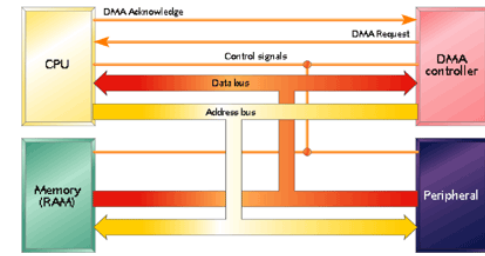 DMA Acknowledge
DMA Request
CPU
Control signals
DMA
controller
Data bus
Address bus
Memory
(RAM)
Peripheral